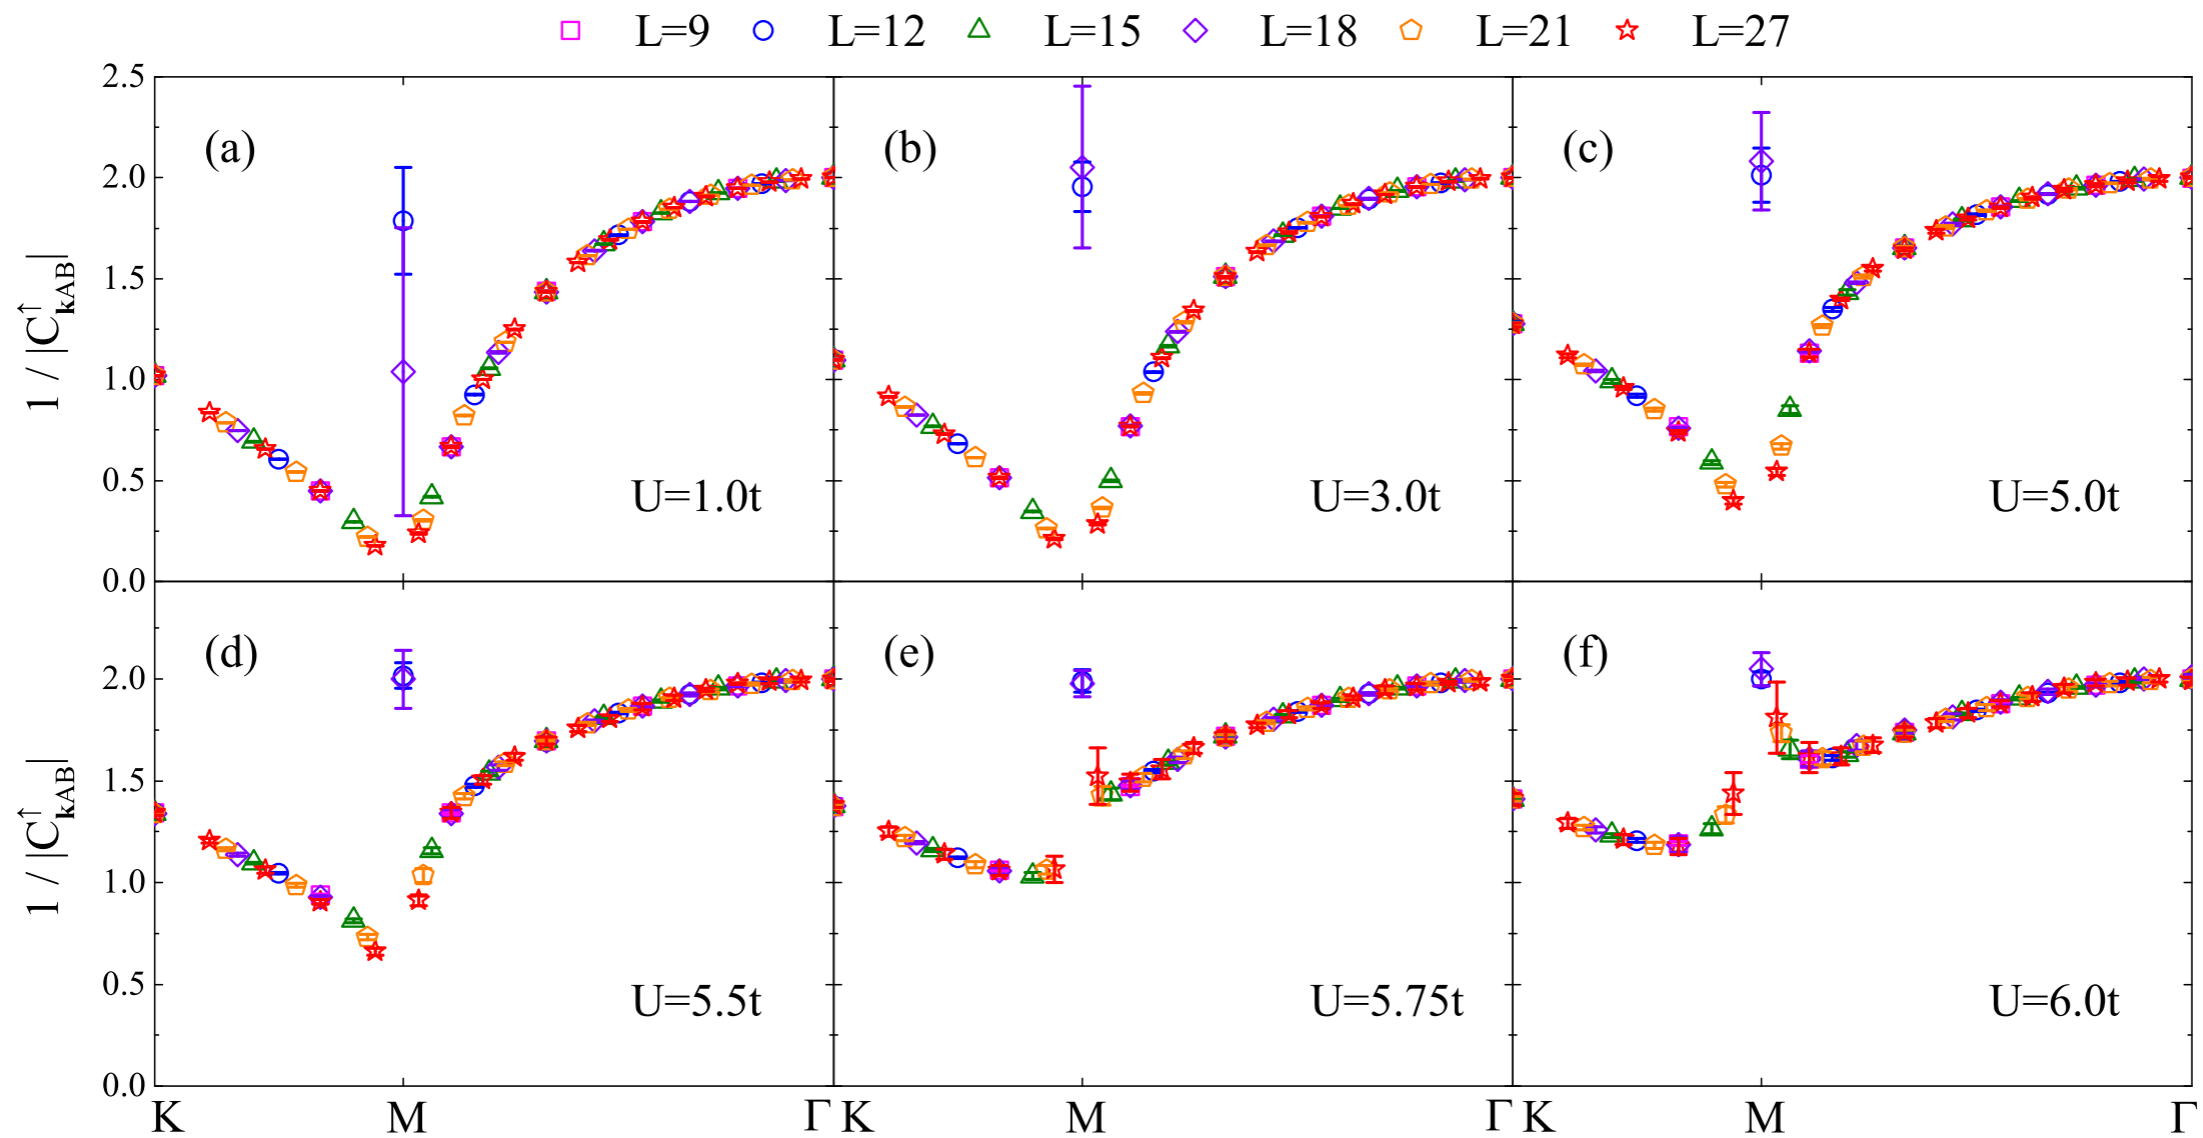 L=9 L=12 L=15 L=18 L=21 L=27
2.5
2.0
1.5
1.0
0.5
0.0
1 / |C↑kAB|
(a)
U=1.0t
(b)
U=3.0t
(c)
U=5.0t
2.0
1.5
1.0
0.5
0.0
1 / |C↑kAB|
(d)
U=5.5t
(e)
U=5.75t
(f)
U=6.0t
K M Γ K M Γ K M Γ